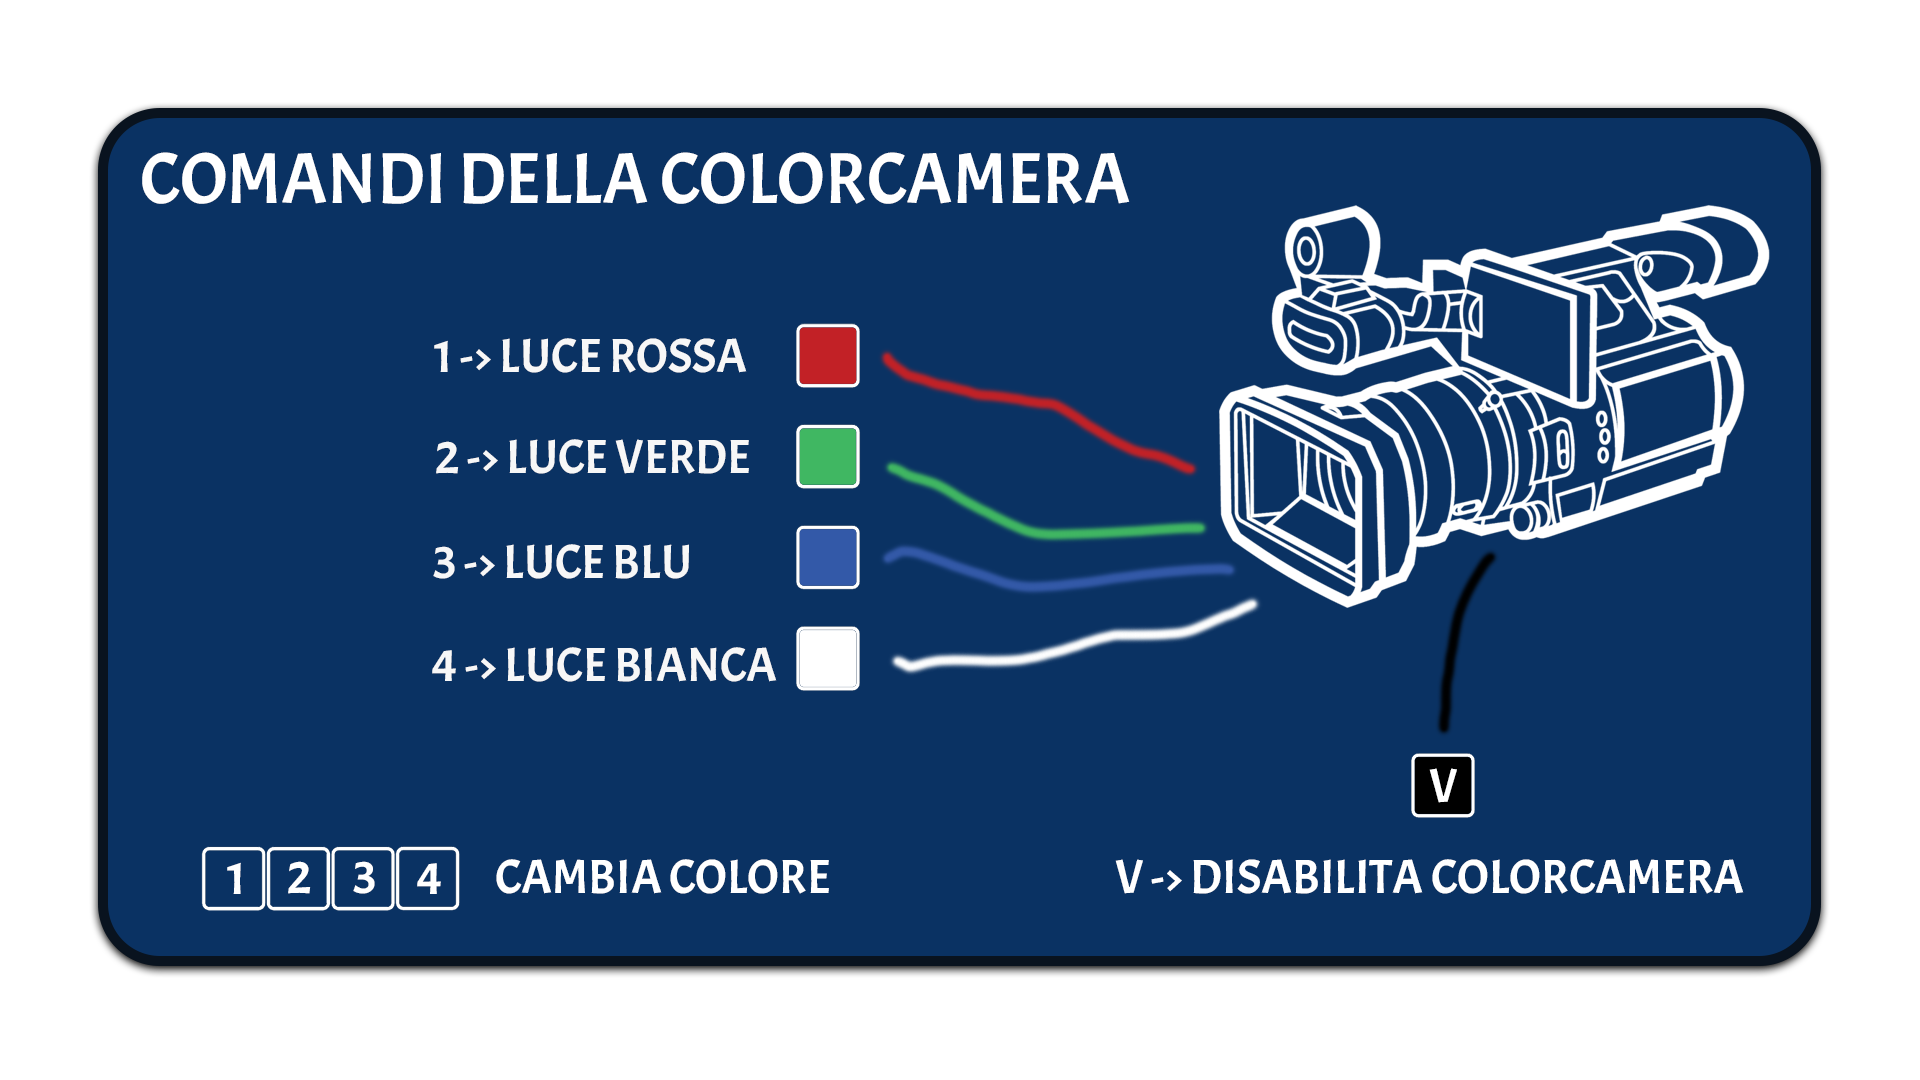 COMANDI DELLA COLORCAMERA
1 -> LUCE ROSSA
2 -> LUCE VERDE
3 -> LUCE BLU
4 -> LUCE BIANCA
V
1 2 3 4 CAMBIA COLORE
V -> DISABILITA COLORCAMERA